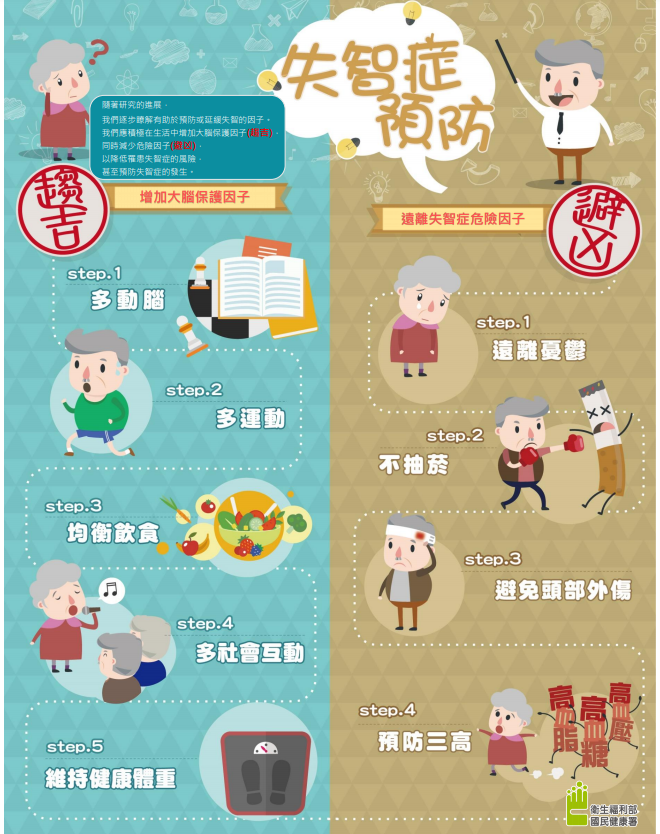 失智症
預防
?
隨著研究的進展，
我們逐步瞭解有助於預防或延緩失智的因子。
我們應積極在生活中增加大腦保護因子(趨吉)，
同時減少危險因子(避凶)，
以降低罹患失智症的風險，
甚至預防失智症的發生。
趨吉
增加大腦保護因子
step.1
多動腦
step.2
多運動
step.3
均衡飲食
step.4
多社會互動
step.5
維持健康體重
避凶
遠離失智症危險因子
step.1
遠離憂鬱
step.2
不抽菸
step.3
避免頭部外傷
step.4
預防三高
高血脂
高血糖
高血壓
衛生福利部
國民健康署